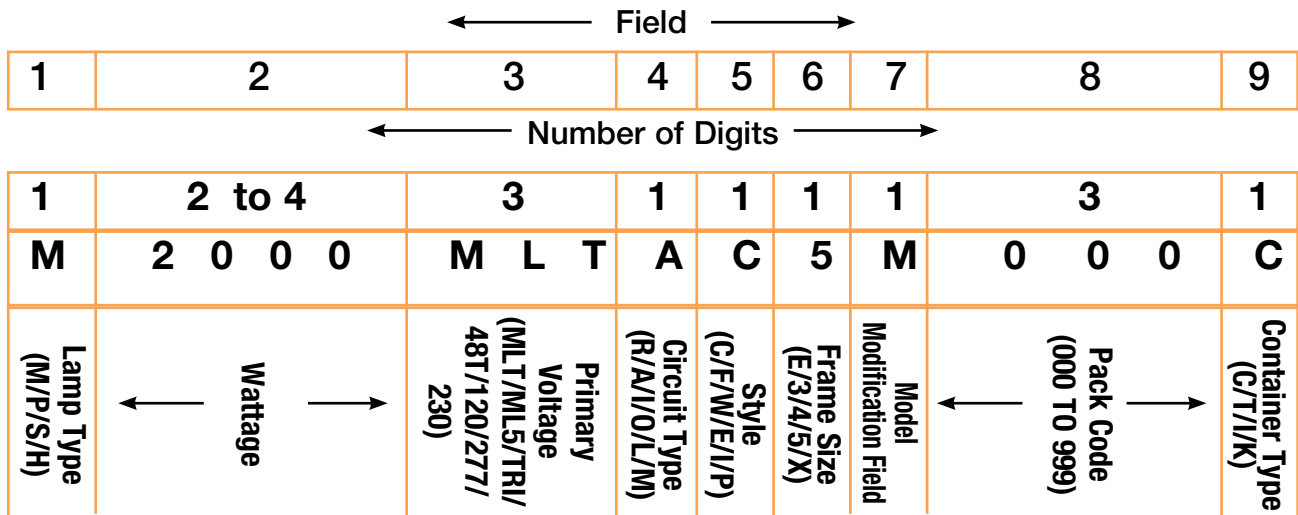 Field
1 2 3 4 5 6 7 8 9
Number of Digits
1 2 to 4 3 1 1 1 1 3 1
M 2 0 0 0 M L T A C 5 M 0 0 0 C
Lamp Type
(M/P/S/H)
Wattage
Primary
Voltage
(MLT/ML5/TRI/
48T/120/277/
230)
Circuit Type
(R/A/I/O/L/M)
Style
(C/F/W/E/I/P)
Frame Size
(E/3/4/5/X)
Model
Modification Field
Pack Code
(000 TO 999)
Container Type
(C/T/I/K)